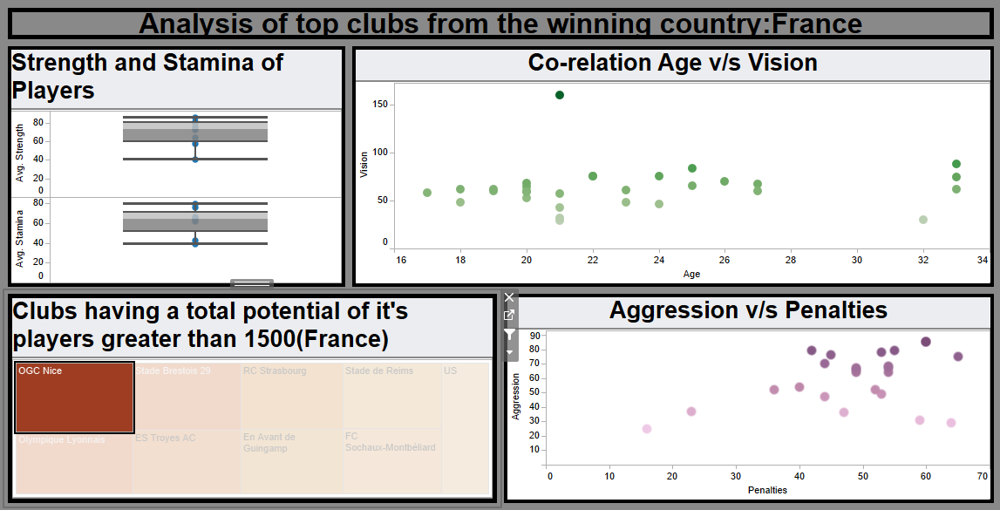 Analysis of top clubs from the winning country:France
Strength and Stamina of
Players
Avg. Strength
80
60
40
20
0
Avg. Stamina
80
60
40
20
0
Co-relation Age v/s Vision
Vision
150
100
50
0
16 18 20 22 24 26 28 30 32 34
Age
Clubs having a total potential of it's
players greater than 1500(France)
OGC Nice
Stade Brestois 29
RC Strasbourg
Stade de Reims
US
Olympique Lyonnais
ES Troyes AC
En Avant de
Guingamp
FC
Sochaux-Montbéliard
Aggression v/s Penalties
Aggression
90
80
70
60
50
40
30
20
10
0 10 20 30 40 50 60 70
Penalties